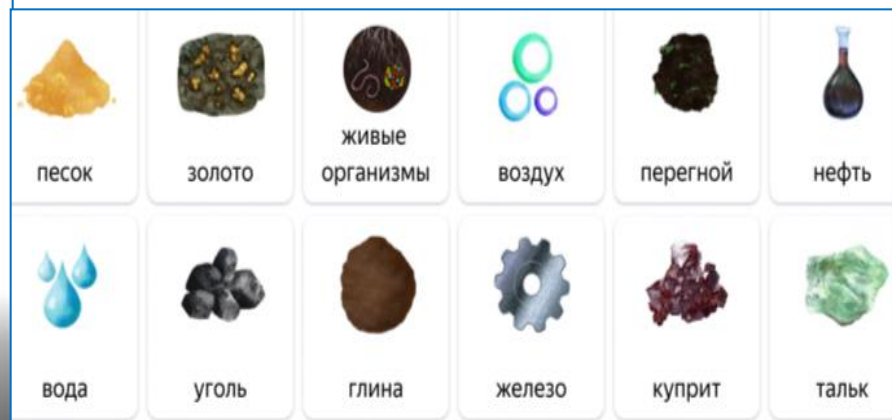 песок
золото
живые
организмы
воздух
перегной
нефть
вода
уголь
глина
железо
куприт
тальк